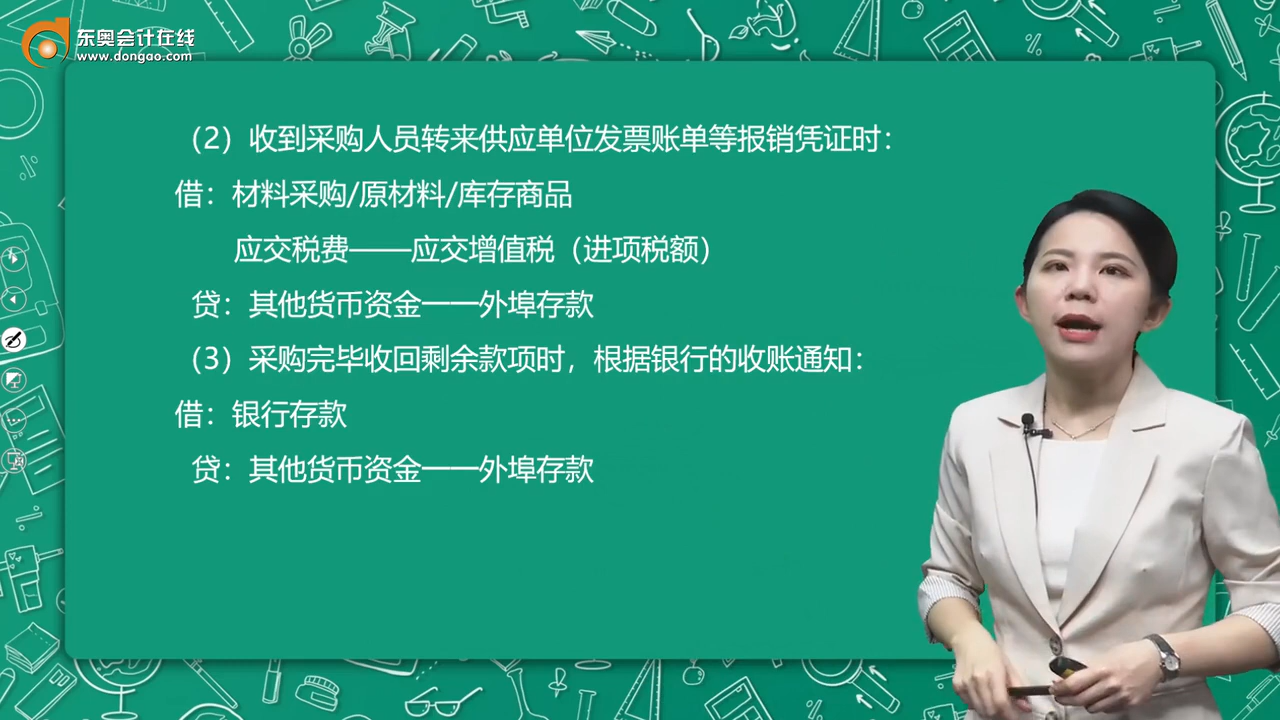 东奥会计在线
www.dongao.com
（2）收到采购人员转来供应单位发票账单等报销凭证时：
借：材料采购/原材料/库存商品
应交税费——应交增值税（进项税额）
贷：其他货币资金——外埠存款
（3）采购完毕收回剩余款项时，根据银行的收账通知：
借：银行存款
贷：其他货币资金——外埠存款